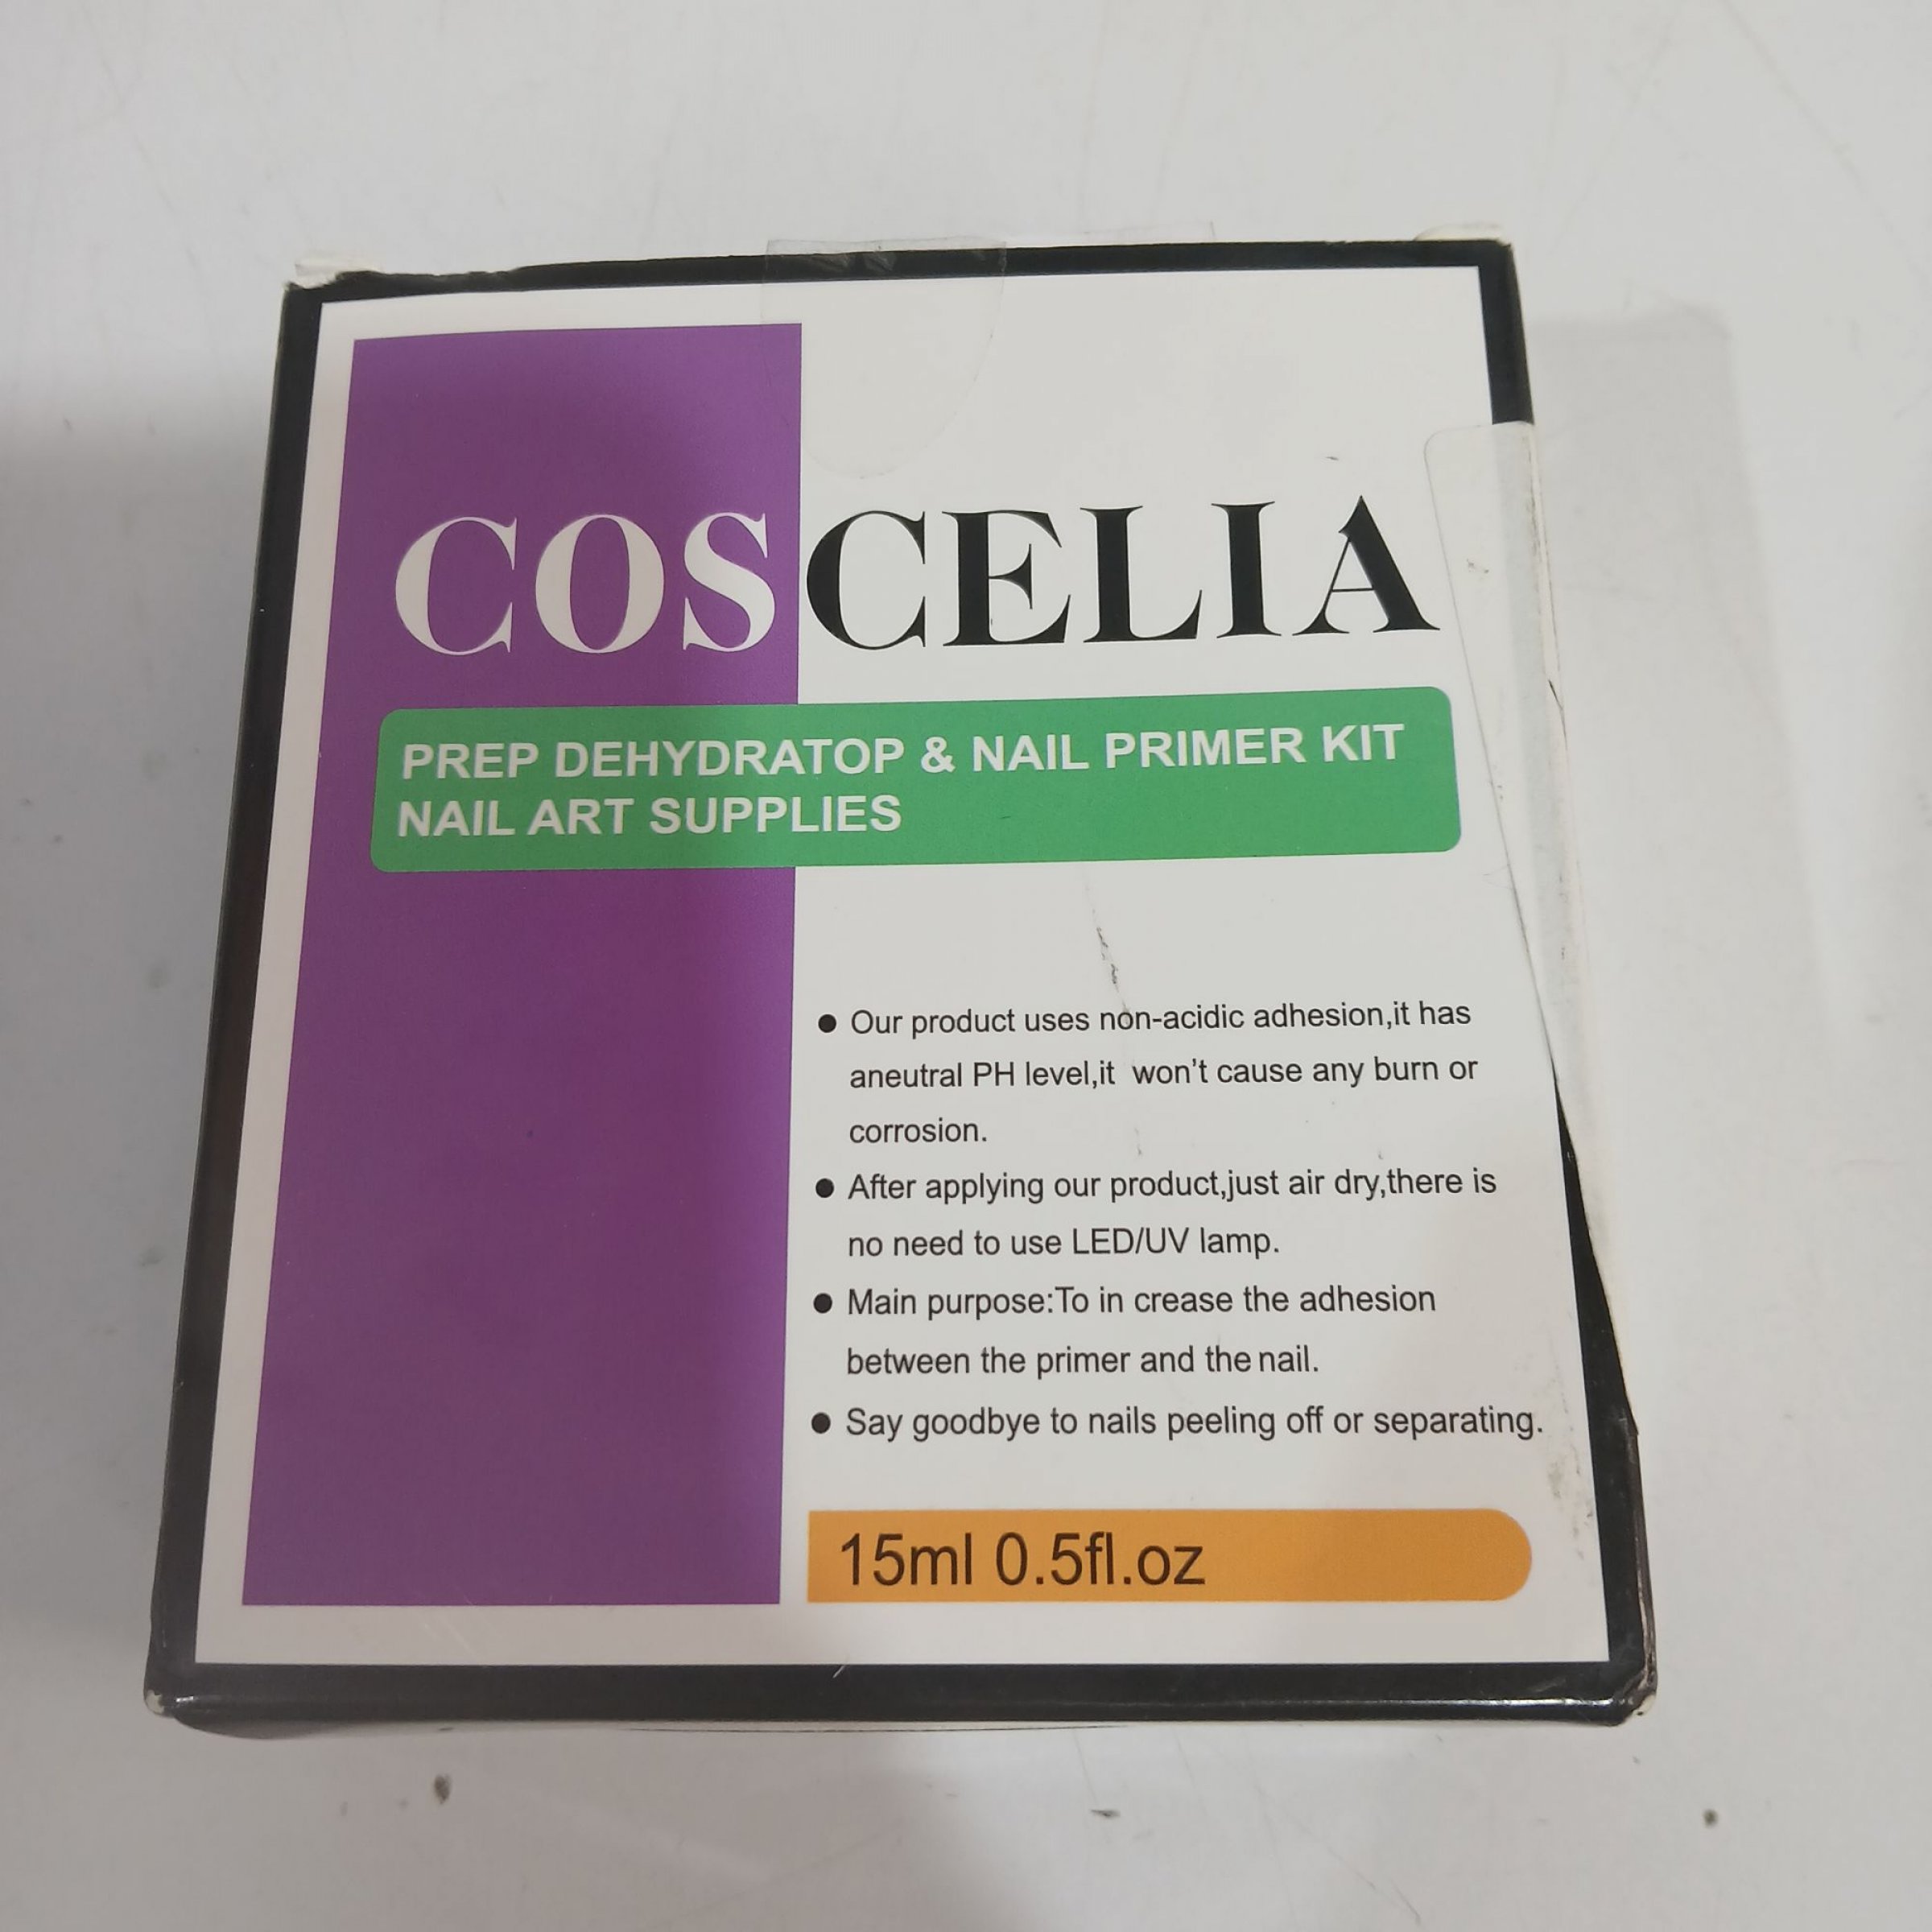 COSCELIA
PREP DEHYDRATOP & NAIL PRIMER KIT
NAIL ART SUPPLIES
● Our product uses non-acidic adhesion,it has
aneutral PH level,it won't cause any burn or
corrosion.
● After applying our product,just air dry,there is
no need to use LED/UV lamp.
● Main purpose:To in crease the adhesion
between the primer and the nail.
● Say goodbye to nails peeling off or separating.
15ml 0.5fl.oz